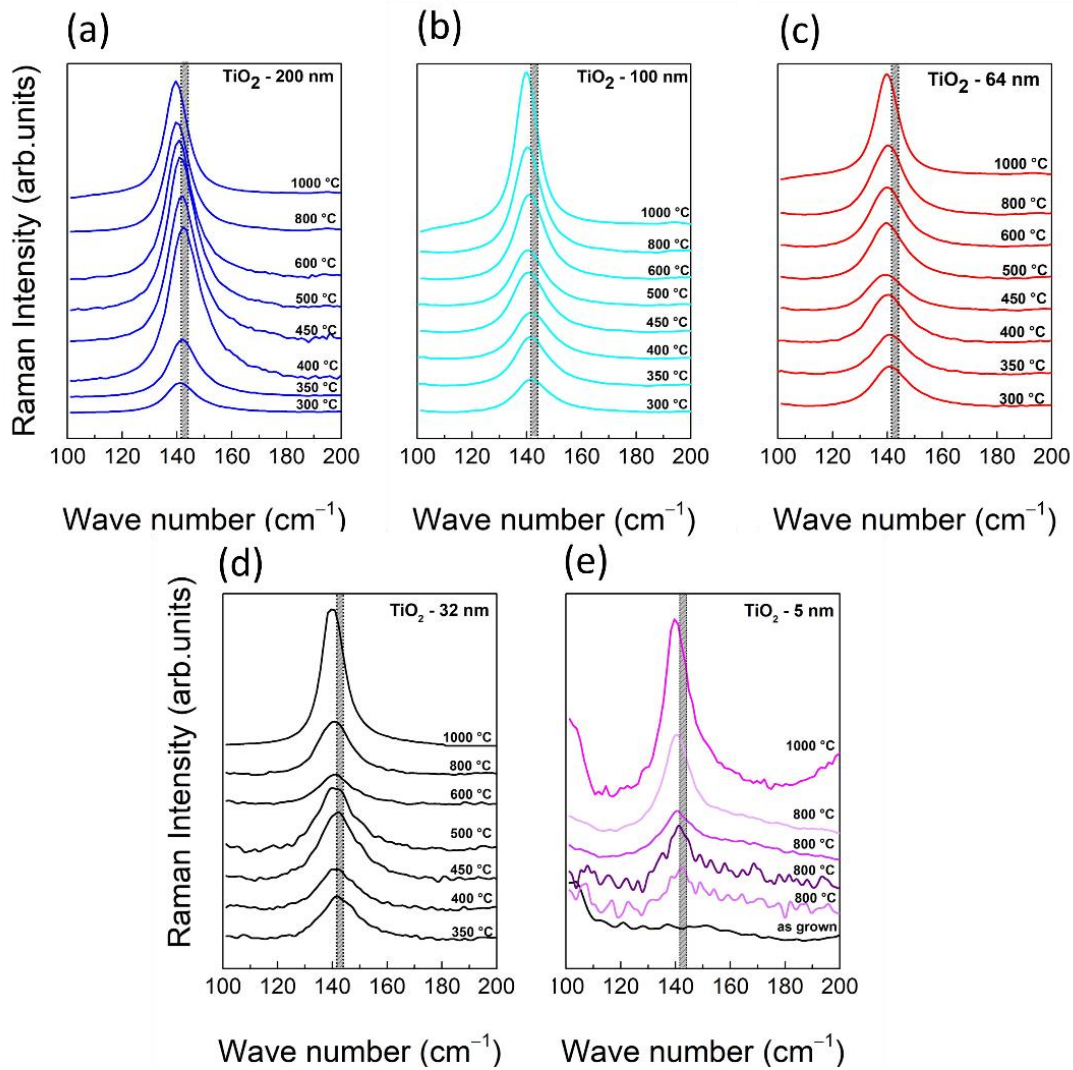 (a)
TiO2 - 200 nm
1000 °C
800 °C
600 °C
500 °C
450 °C
400 °C
350 °C
300 °C
100 120 140 160 180 200
Wave number (cm−1)
Raman Intensity (arb.units)
(b)
TiO2 - 100 nm
1000 °C
800 °C
600 °C
500 °C
450 °C
400 °C
350 °C
300 °C
100 120 140 160 180 200
Wave number (cm−1)
(c)
TiO2 - 64 nm
1000 °C
800 °C
600 °C
500 °C
450 °C
400 °C
350 °C
300 °C
100 120 140 160 180 200
Wave number (cm−1)
(d)
TiO2 - 32 nm
1000 °C
800 °C
600 °C
500 °C
450 °C
400 °C
350 °C
100 120 140 160 180 200
Wave number (cm−1)
Raman Intensity (arb.units)
(e)
TiO2 - 5 nm
1000 °C
800 °C
800 °C
800 °C
800 °C
as grown
100 120 140 160 180 200
Wave number (cm−1)